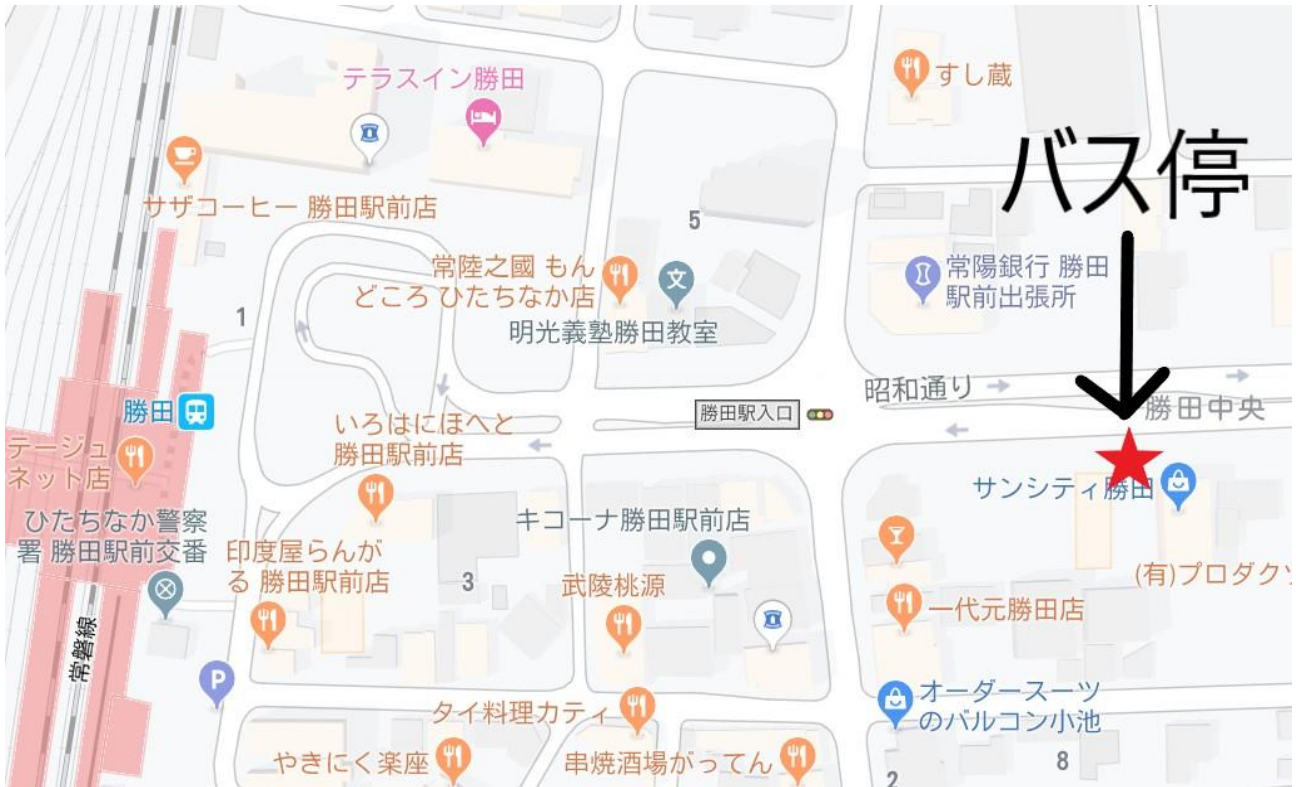 テラスイン勝田
すし蔵
バス停
サザコーヒー 勝田駅前店
5
常陸之國 もん
どころ ひたちなか店
常陽銀行 勝田
駅前出張所
1
明光義塾勝田教室
昭和通り
勝田駅入口
勝田中央
勝田
いろはにほへと
勝田駅前店
テージュ
ネット店
サンシティ勝田
ひたちなか警察
署 勝田駅前交番
キコーナ勝田駅前店
印度屋らんが
る 勝田駅前店
3
武陵桃源
(有)プロダク
一代元勝田店
常磐線
P
タイ料理カティ
オーダースーツ
のバルコン小池
やきにく楽座
串焼酒場がってん
2
8
文